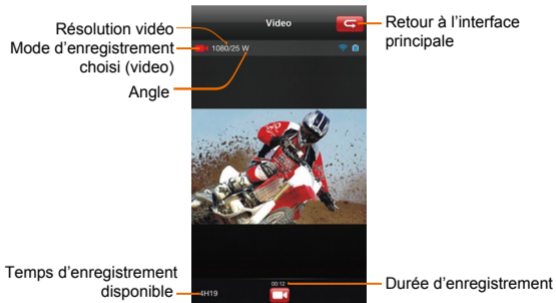 Résolution vidéo
Mode d'enregistrement
choisi (video)
Angle
Video
1080/25 W
Retour à l'interface
principale
Temps d'enregistrement
disponible
4H19
00:12
Durée d'enregistrement